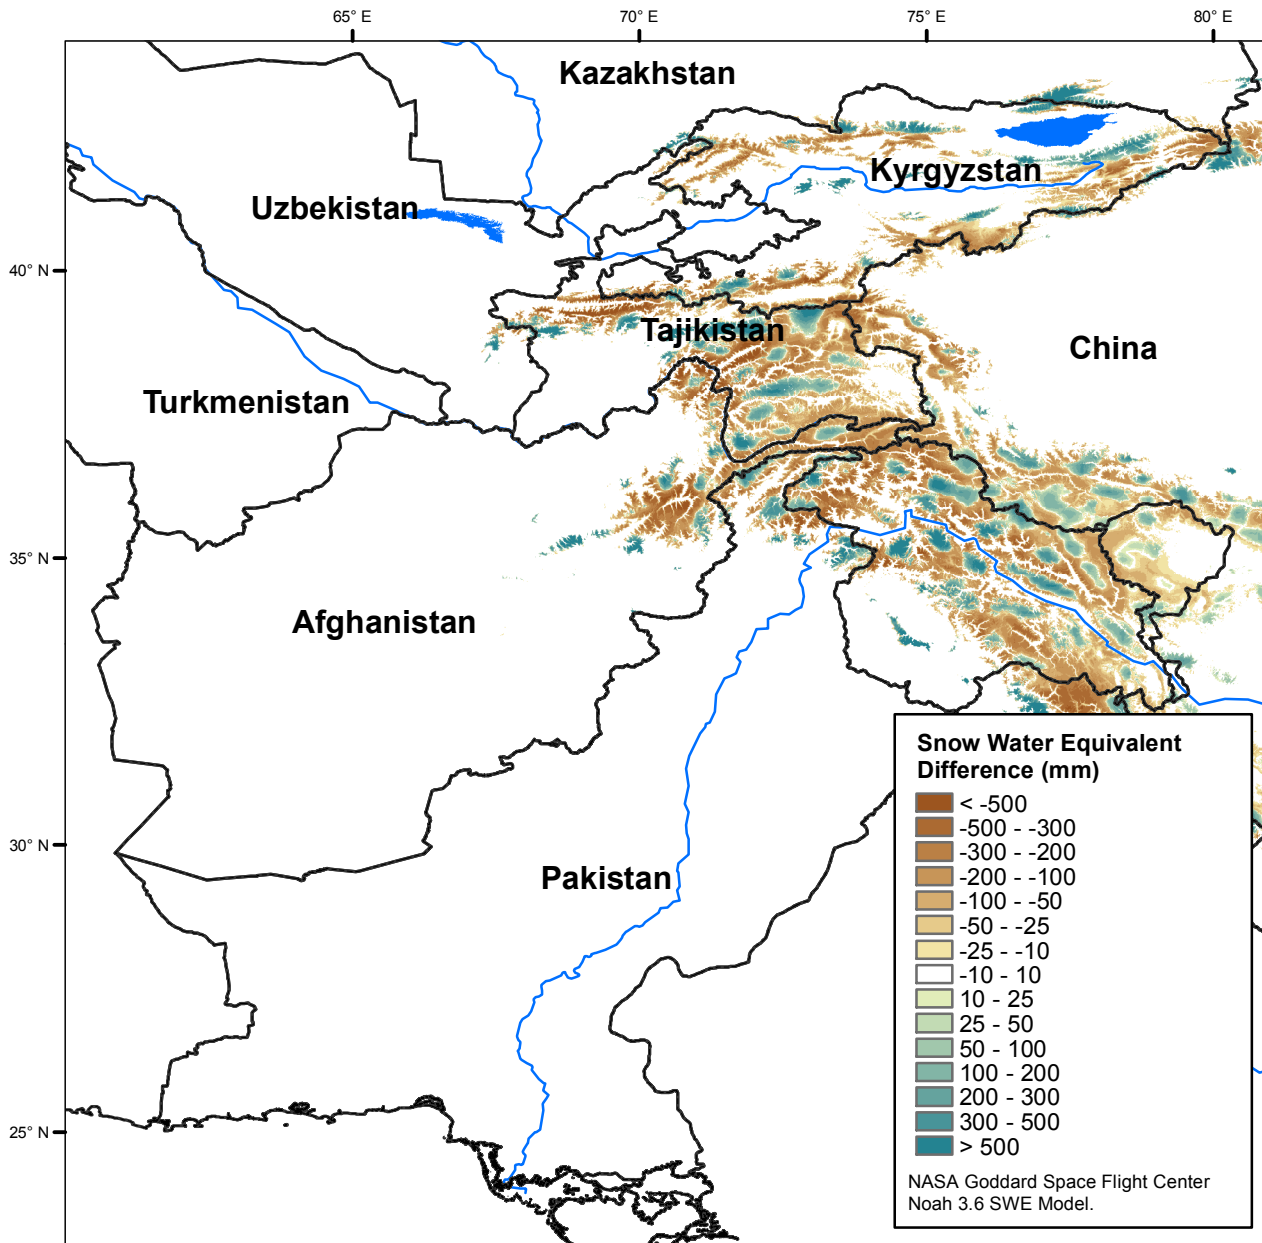 65° E
70° E
75° E
80° E
Kazakhstan
Kyrgyzstan
Uzbekistan
40° N
Tajikistan
China
Turkmenistan
35° N
Afghanistan
30° N
Pakistan
25° N
Snow Water Equivalent
Difference (mm)
< -500
-500 - -300
-300 - -200
-200 - -100
-100 - -50
-50 - -25
-25 - -10
-10 - 10
10 - 25
25 - 50
50 - 100
100 - 200
200 - 300
300 - 500
> 500
NASA Goddard Space Flight Center
Noah 3.6 SWE Model.